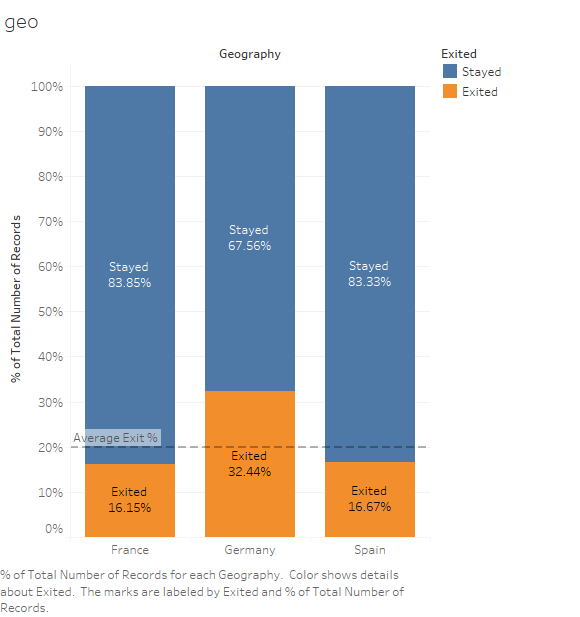 geo
Geography
Exited
Stayed
Exited
% of Total Number of Records
100%
90%
80%
70%
60%
50%
40%
30%
20%
10%
0%
Stayed
83.85%
Stayed
67.56%
Stayed
83.33%
Average Exit %
Exited
16.15%
Exited
32.44%
Exited
16.67%
France
Germany
Spain
% of Total Number of Records for each Geography.  Color shows details
about Exited.  The marks are labeled by Exited and % of Total Number of
Records.